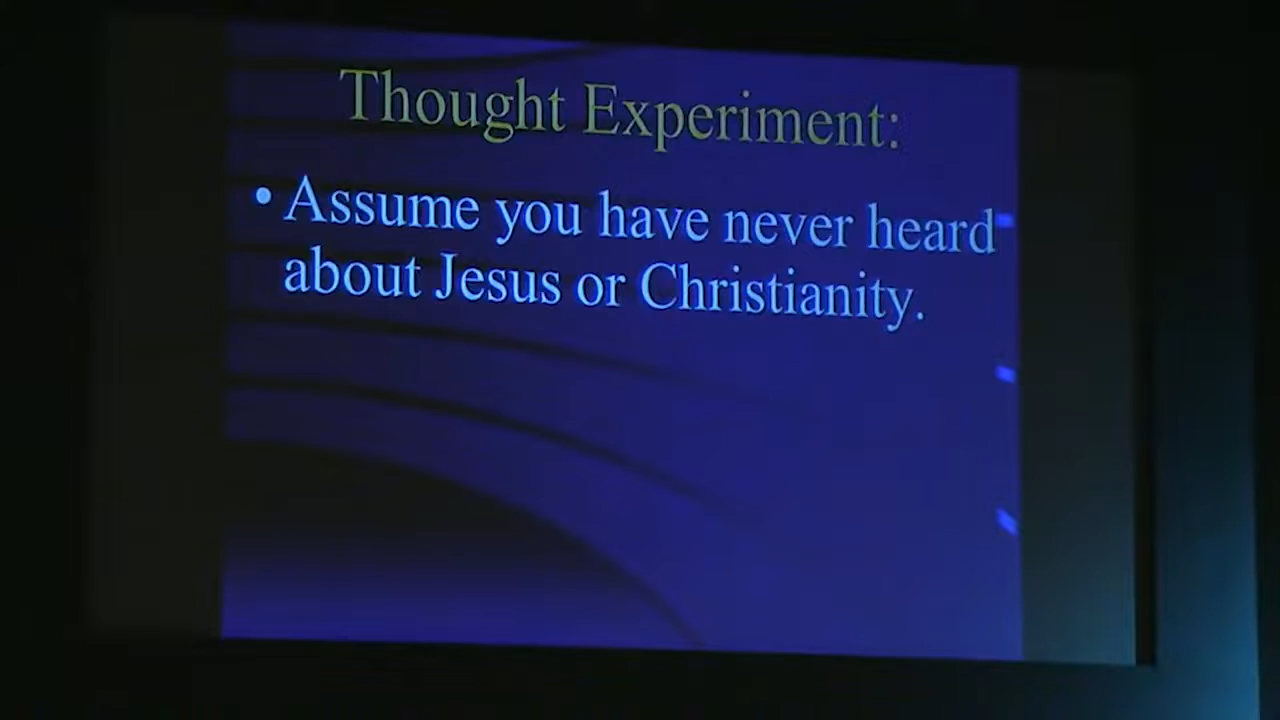 Thought Experiment:
• Assume you have never heard
about Jesus or Christianity.